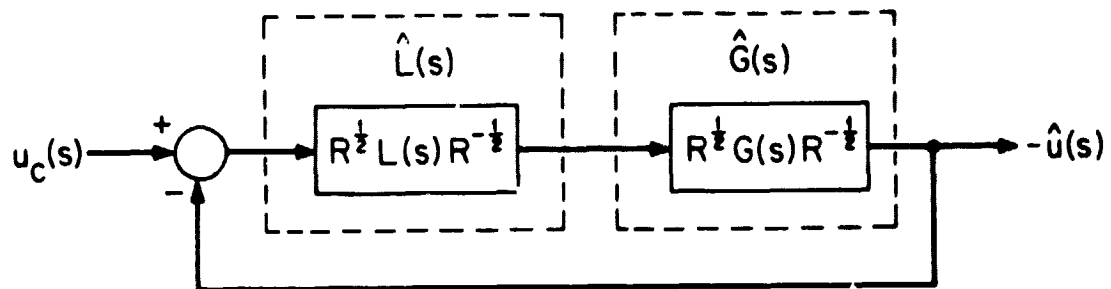 L̂(s)
Ĝ(s)
+
u_c(s)
R^{1/2} L(s) R^{-1/2}
R^{1/2} G(s) R^{-1/2}
-û(s)
−